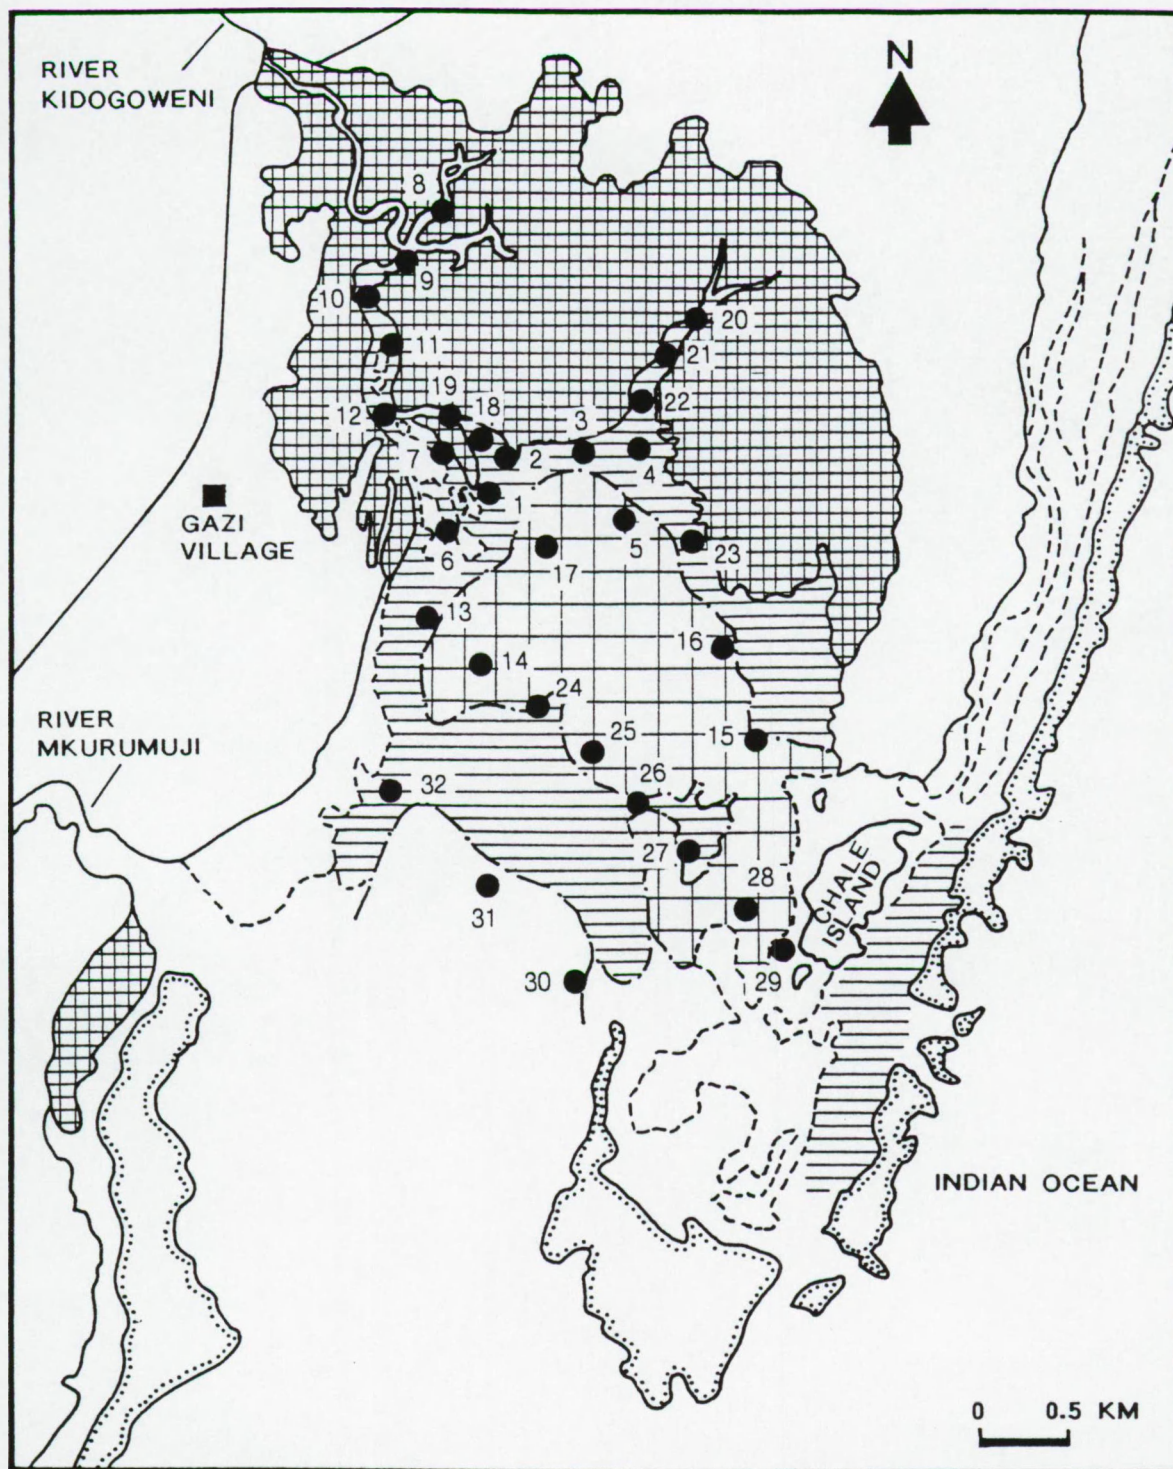 RIVER
KIDOGOWENI
N
8
9
10
11
20
21
19
18
12
3
22
7
2
4
1
GAZI
VILLAGE
6
17
5
23
13
16
14
24
RIVER
MKURUMUJI
25
15
32
26
27
28
CHALE
ISLAND
31
30
29
INDIAN OCEAN
0 0.5 KM